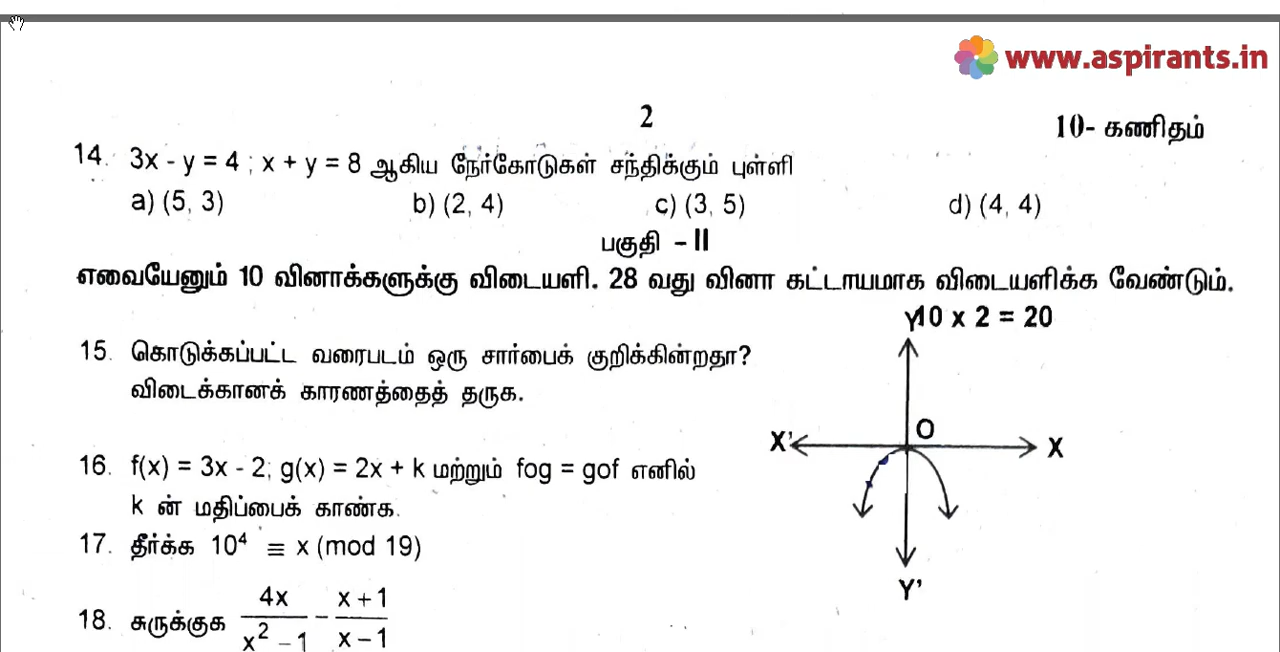 www.aspirants.in
2
10- கணிதம்
14. 3x - y = 4 ; x + y = 8 ஆகிய நேர்கோடுகள் சந்திக்கும் புள்ளி
a) (5, 3) b) (2, 4) c) (3, 5) d) (4, 4)
பகுதி - II
எவையேனும் 10 வினாக்களுக்கு விடையளி. 28 வது வினா கட்டாயமாக விடையளிக்க வேண்டும்.
10 x 2 = 20
15. கொடுக்கப்பட்ட வரைபடம் ஒரு சார்பைக் குறிக்கின்றதா?
விடைக்கானக் காரணத்தைத் தருக.
Y
X' O X
Y'
16. f(x) = 3x - 2; g(x) = 2x + k மற்றும் fog = gof எனில்
k ன் மதிப்பைக் காண்க.
17. தீர்க்க 10⁴ ≡ x (mod 19)
18. சுருக்குக 4x / x² – 1 – x + 1 / x – 1